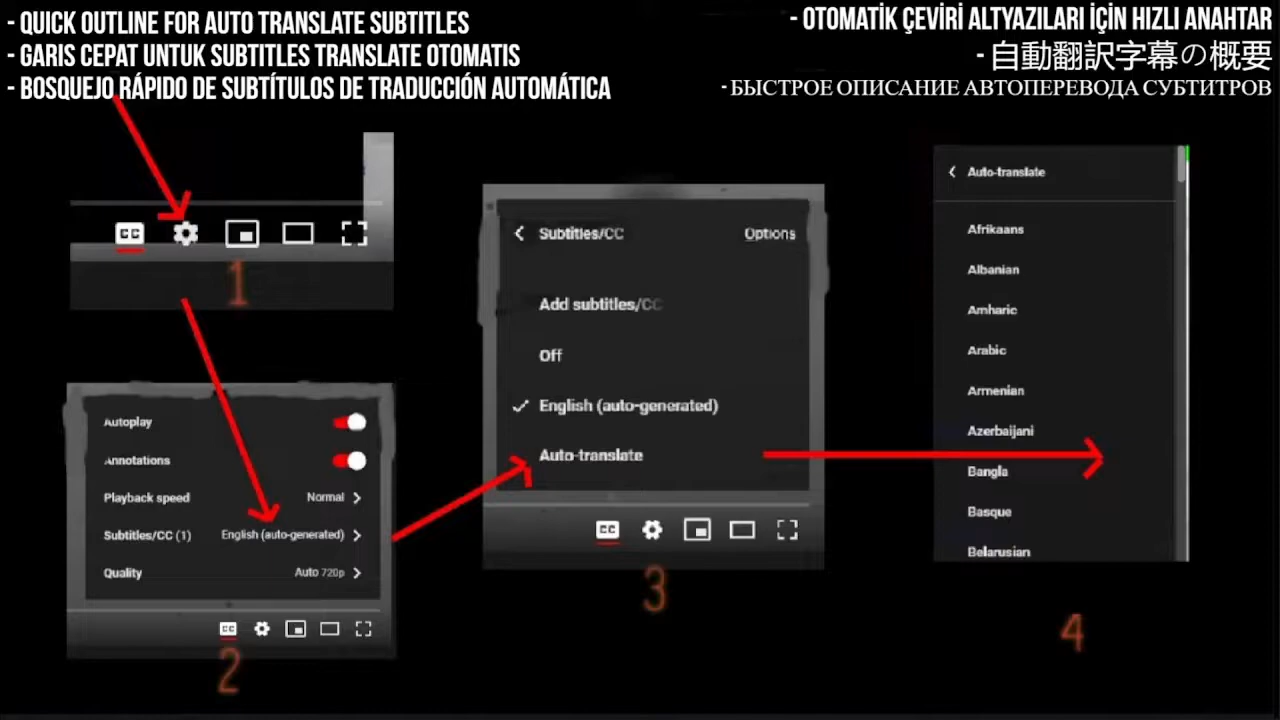 - QUICK OUTLINE FOR AUTO TRANSLATE SUBTITLES
- GARIS CEPAT UNTUK SUBTITLES TRANSLATE OTOMATIS
- BOSQUEJO RÁPIDO DE SUBTÍTULOS DE TRADUCCIÓN AUTOMÁTICA
- OTOMATİK ÇEVİRİ ALTYAZILARI İÇİN HIZLI ANAHTAR
- 自動翻訳字幕の概要
- БЫСТРОЕ ОПИСАНИЕ АВТОПЕРЕВОДА СУБТИТРОВ
CC
1
Autoplay
Annotations
Playback speed Normal >
Subtitles/CC (1) English (auto-generated) >
Quality Auto 720p >
CC
2
< Subtitles/CC Options
Add subtitles/CC
Off
✓ English (auto-generated)
Auto-translate
CC
3
< Auto-translate
Afrikaans
Albanian
Amharic
Arabic
Armenian
Azerbaijani
Bangla
Basque
Belarusian
4